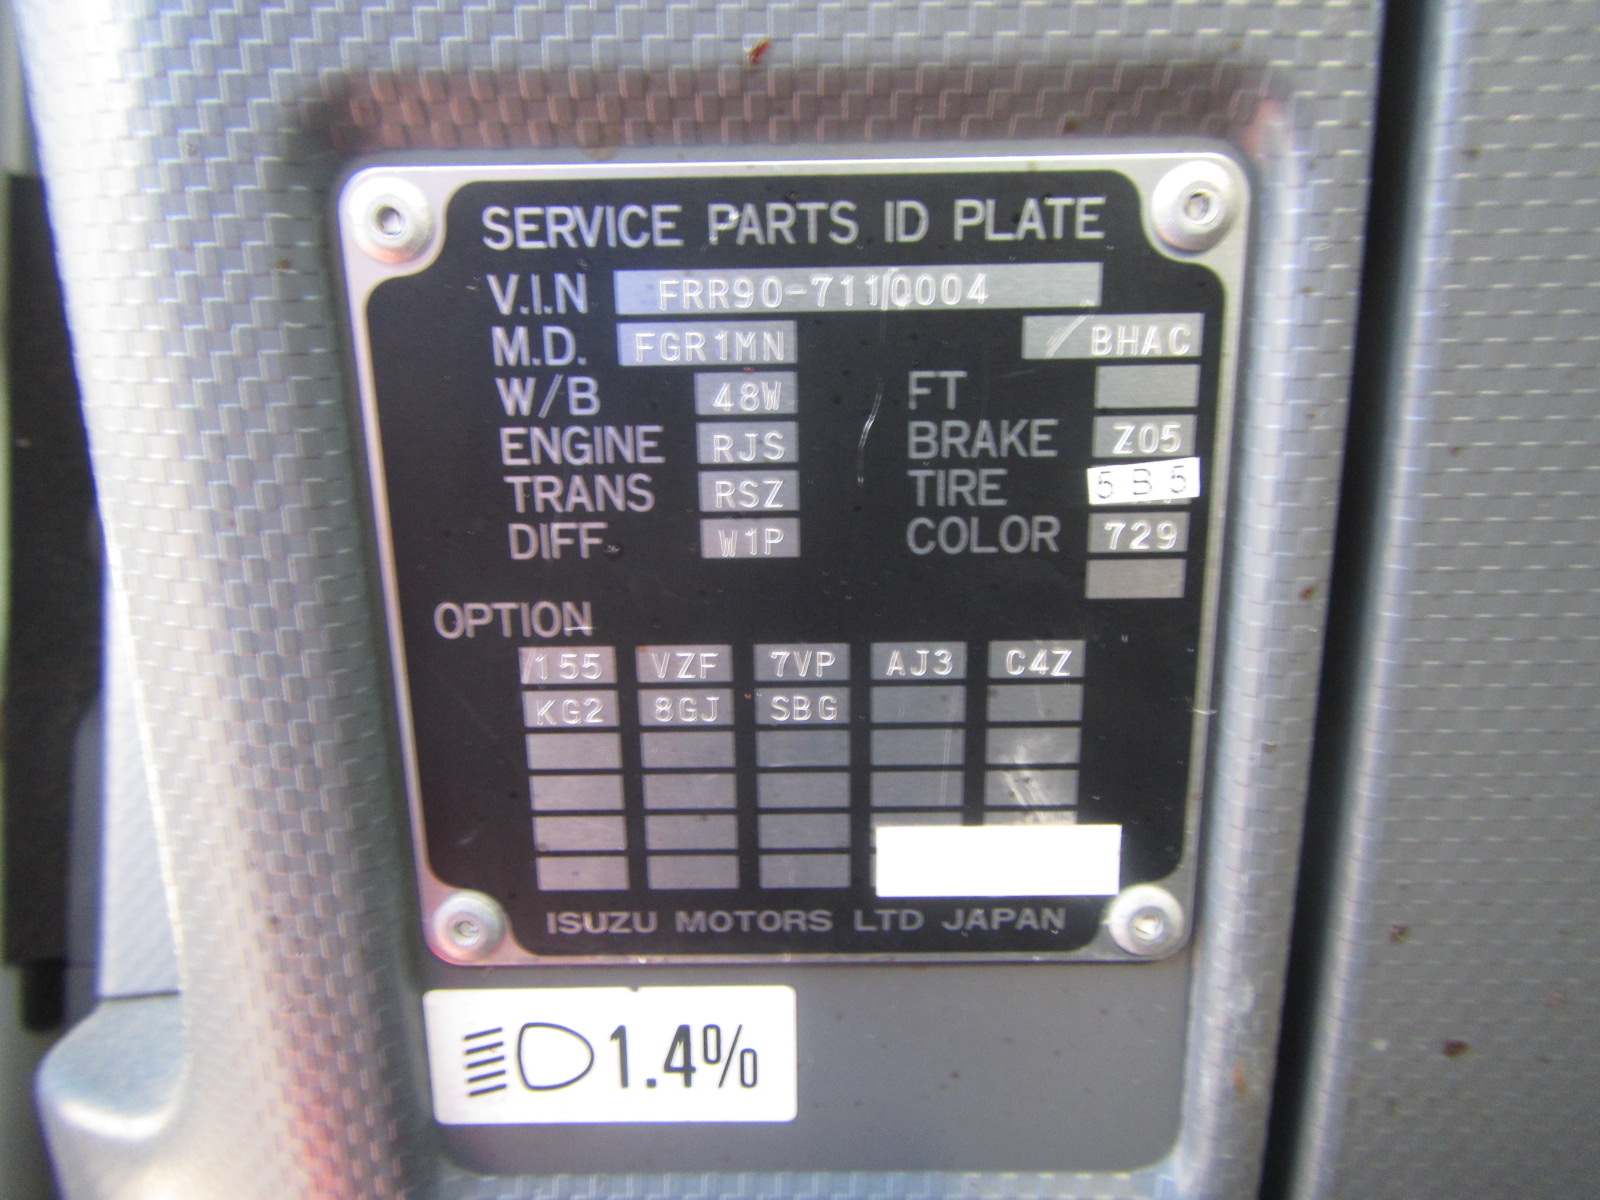 SERVICE PARTS ID PLATE
V.I.N FRR90-7110004
M.D. FGR1MN BHAC
W/B 48W FT
ENGINE RJS BRAKE Z05
TRANS RSZ TIRE 5B5
DIFF W1P COLOR 729
OPTION
155 VZF 7VP AJ3 C4Z
KG2 8GJ SBG
ISUZU MOTORS LTD JAPAN
1.4%